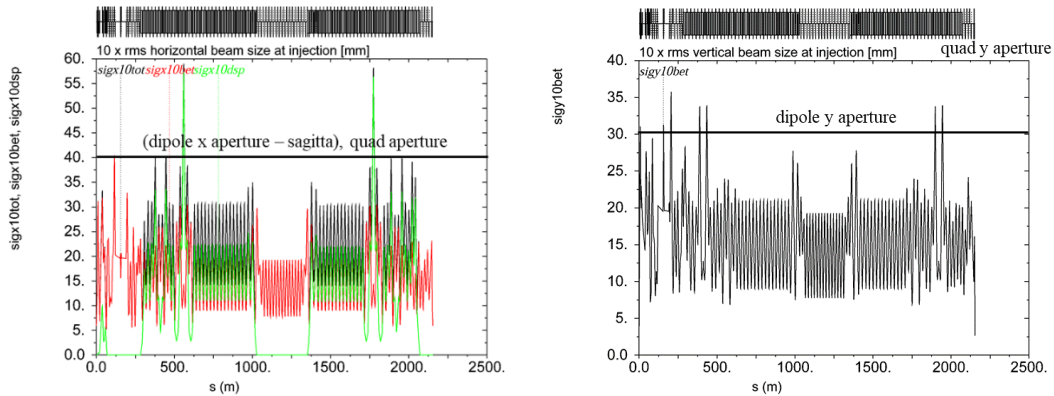 10 x rms horizontal beam size at injection [mm]
sigx10tot sigx10bet sigx10dsp
sigx10tot, sigx10bet, sigx10dsp
60.
55.
50.
45.
40.
35.
30.
25.
20.
15.
10.
5.
0.0
(dipole x aperture – sagitta), quad aperture
0.0 500. 1000. 1500. 2000. 2500.
s (m)
quad y aperture
10 x rms vertical beam size at injection [mm]
sigy10bet
sigy10bet
40.
35.
30.
25.
20.
15.
10.
5.
0.0
dipole y aperture
0.0 500. 1000. 1500. 2000. 2500.
s (m)